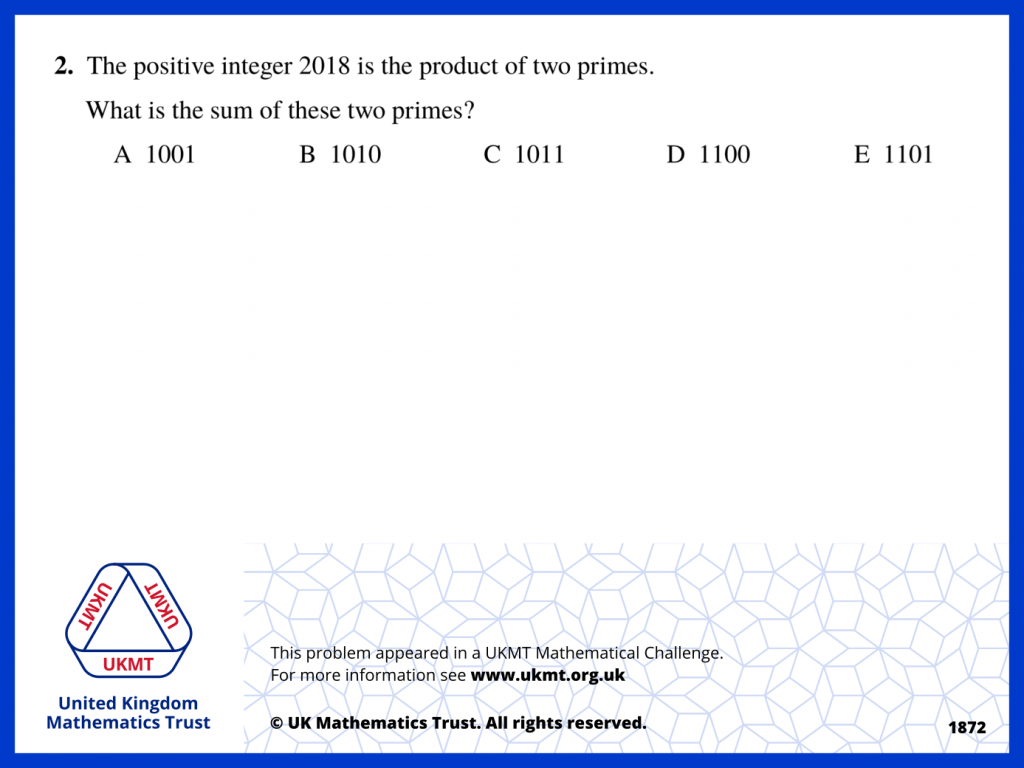 2. The positive integer 2018 is the product of two primes.
What is the sum of these two primes?
A 1001 B 1010 C 1011 D 1100 E 1101
UKMT UKMT
UKMT
United Kingdom
Mathematics Trust
This problem appeared in a UKMT Mathematical Challenge.
For more information see www.ukmt.org.uk
© UK Mathematics Trust. All rights reserved.
1872